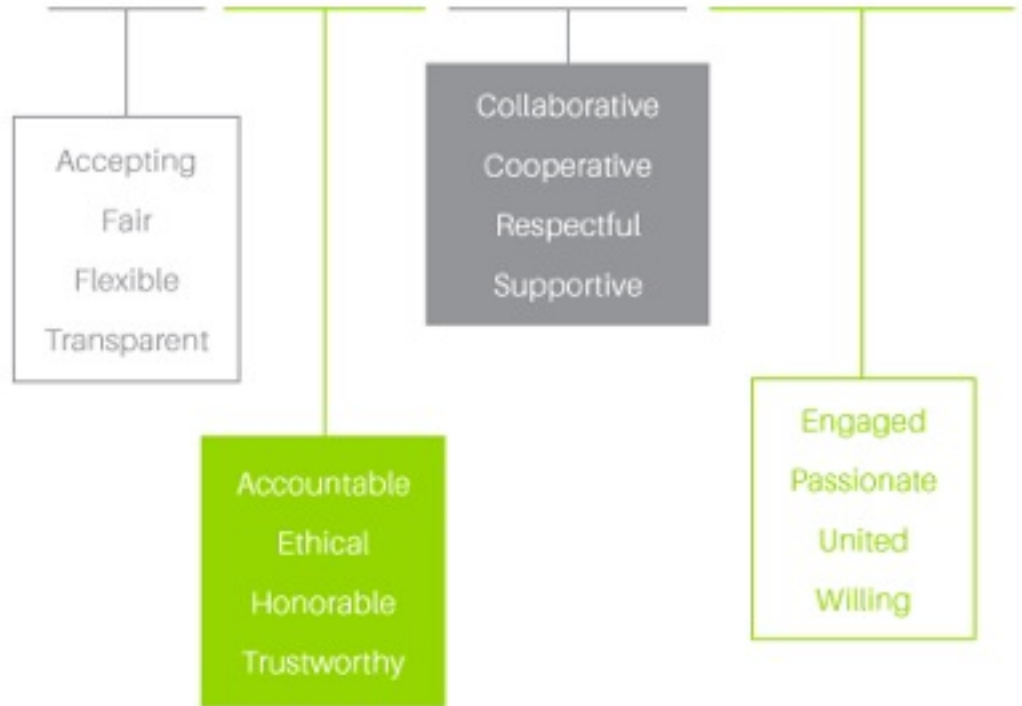 Accepting
Fair
Flexible
Transparent
Accountable
Ethical
Honorable
Trustworthy
Collaborative
Cooperative
Respectful
Supportive
Engaged
Passionate
United
Willing